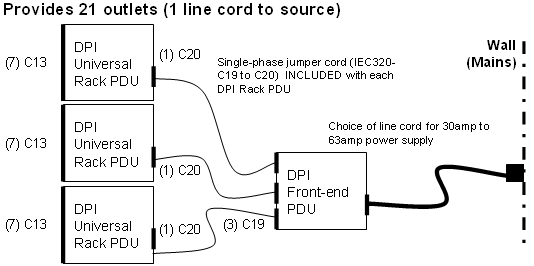 Provides 21 outlets (1 line cord to source)
(7) C13
DPI
Universal
Rack PDU
(1) C20
Single-phase jumper cord (IEC320-
C19 to C20)  INCLUDED with each
DPI Rack PDU
Wall
(Mains)
(7) C13
DPI
Universal
Rack PDU
(1) C20
Choice of line cord for 30amp to
63amp power supply
DPI
Front-end
PDU
(7) C13
DPI
Universal
Rack PDU
(1) C20
(3) C19